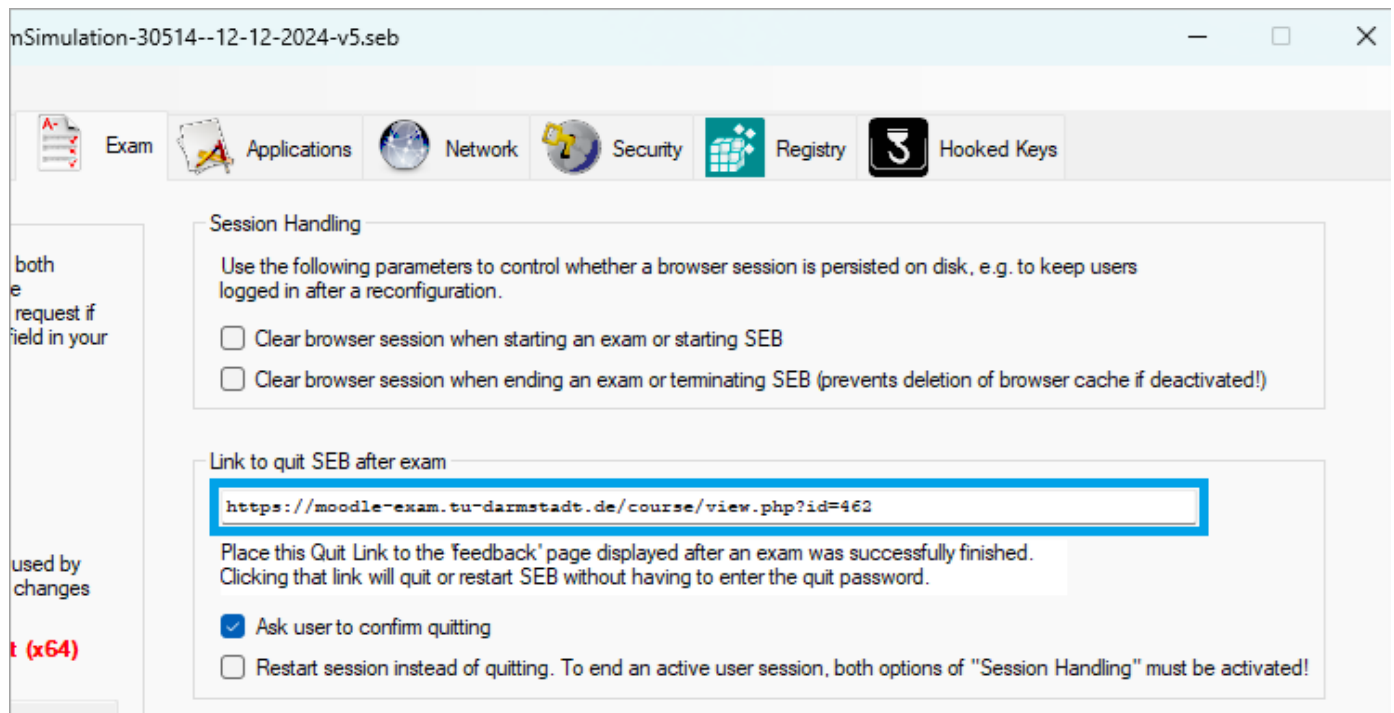 mSimulation-30514--12-12-2024-v5.seb
Exam Applications Network Security Registry Hooked Keys
both
e
request if
field in your
used by
changes
t (x64)
Session Handling
Use the following parameters to control whether a browser session is persisted on disk, e.g. to keep users
logged in after a reconfiguration.
Clear browser session when starting an exam or starting SEB
Clear browser session when ending an exam or terminating SEB (prevents deletion of browser cache if deactivated!)
Link to quit SEB after exam
https://moodle-exam.tu-darmstadt.de/course/view.php?id=462
Place this Quit Link to the 'feedback' page displayed after an exam was successfully finished.
Clicking that link will quit or restart SEB without having to enter the quit password.
Ask user to confirm quitting
Restart session instead of quitting. To end an active user session, both options of "Session Handling" must be activated!